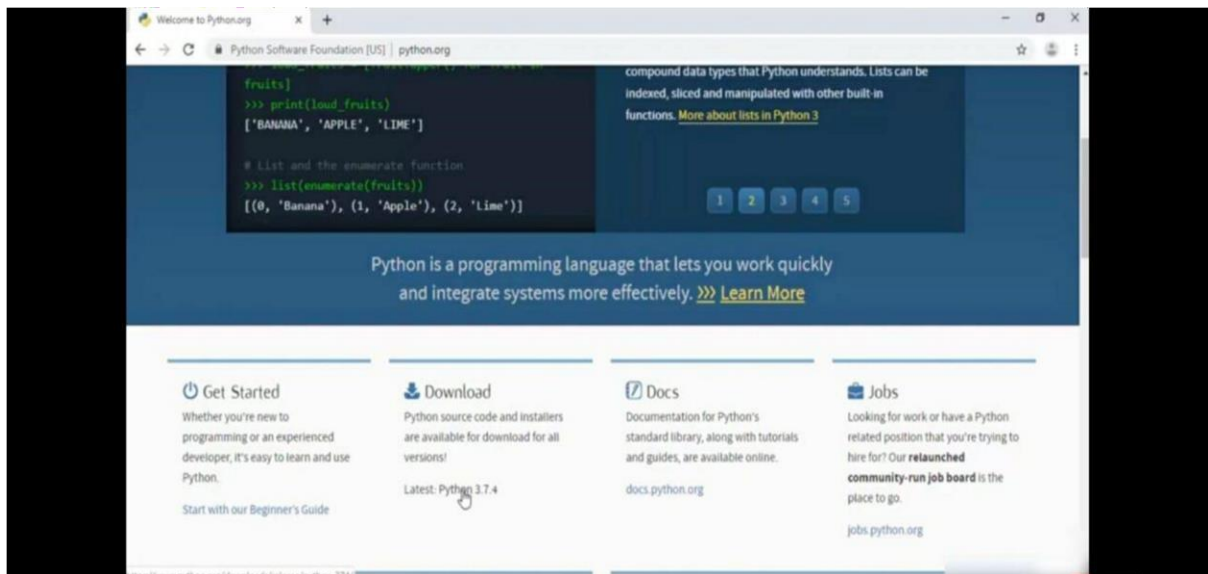 Welcome to Python.org
Python Software Foundation [US] | python.org
fruits]
>>> print(loud_fruits)
['BANANA', 'APPLE', 'LIME']
# List and the enumerate function
>>> list(enumerate(fruits))
[(0, 'Banana'), (1, 'Apple'), (2, 'Lime')]
compound data types that Python understands. Lists can be
indexed, sliced and manipulated with other built-in
functions. More about lists in Python 3
1 2 3 4 5
Python is a programming language that lets you work quickly
and integrate systems more effectively. >>> Learn More
Get Started
Whether you're new to
programming or an experienced
developer, it's easy to learn and use
Python.
Start with our Beginner's Guide
Download
Python source code and installers
are available for download for all
versions!
Latest: Python 3.7.4
Docs
Documentation for Python's
standard library, along with tutorials
and guides, are available online.
docs.python.org
Jobs
Looking for work or have a Python
related position that you're trying to
hire for? Our relaunched
community-run job board is the
place to go.
jobs.python.org